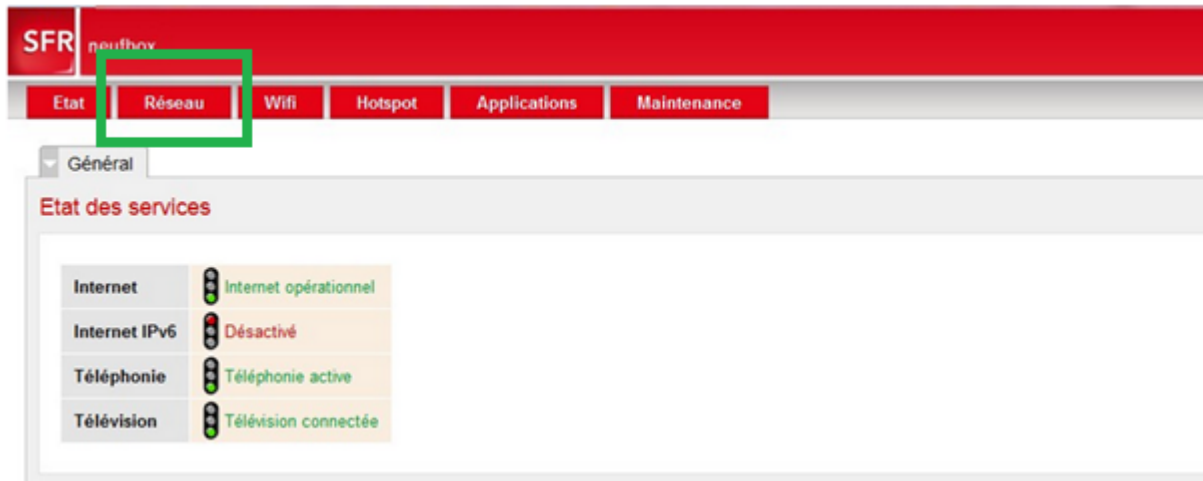 SFR neufbox
Etat Réseau Wifi Hotspot Applications Maintenance
Général
Etat des services
Internet Internet opérationnel
Internet IPv6 Désactivé
Téléphonie Téléphonie active
Télévision Télévision connectée